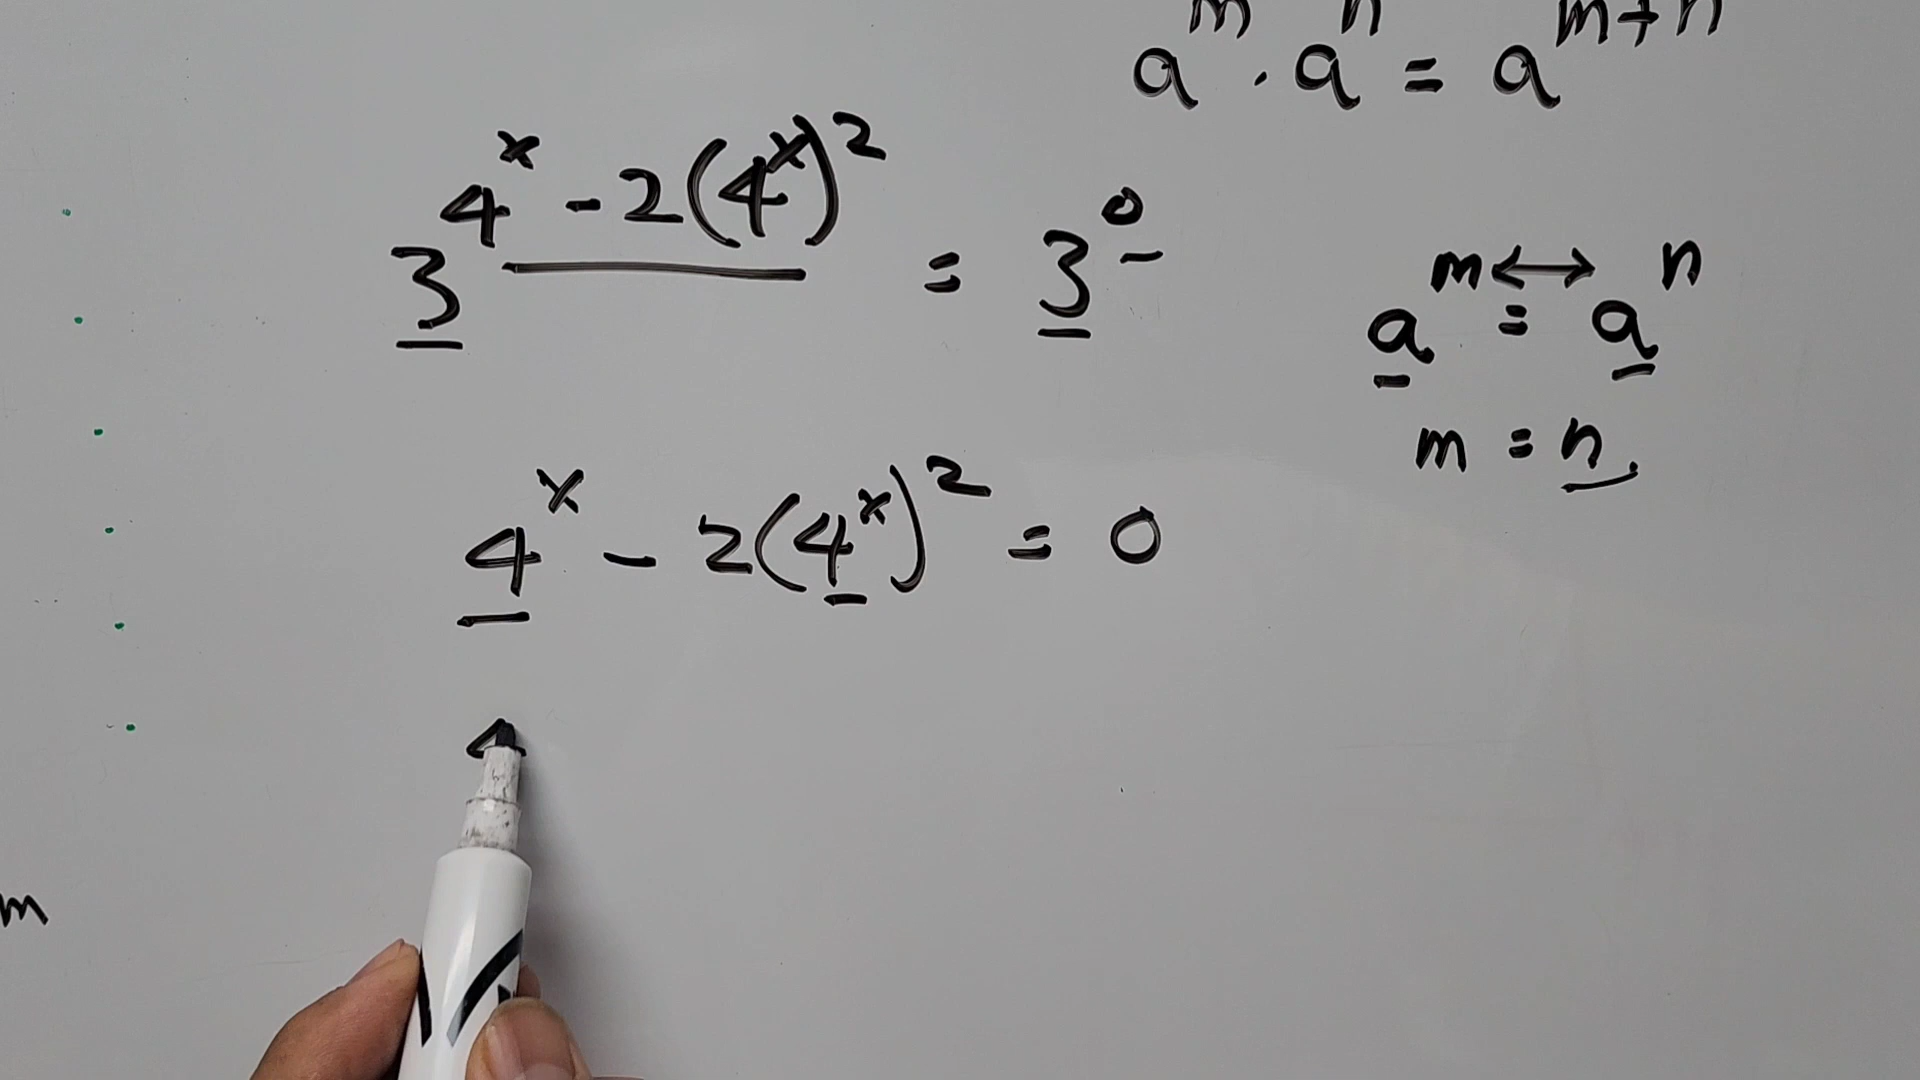 a^m · a^n = a^{m+n}
3^{4^x - 2(4^x)^2} = 3^0
a^m = a^n
m ↔ n
m = n,
4^x - 2(4^x)^2 = 0
4
m